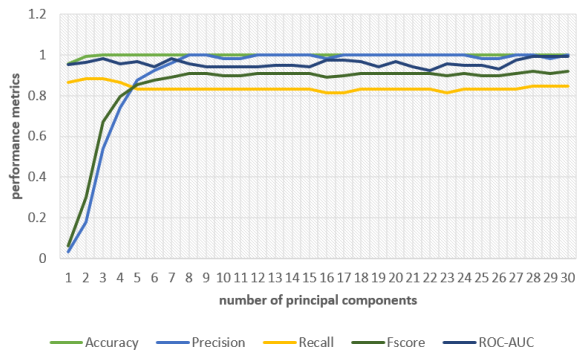 1.2
1
0.8
0.6
0.4
0.2
0
performance metrics
1 2 3 4 5 6 7 8 9 10 11 12 13 14 15 16 17 18 19 20 21 22 23 24 25 26 27 28 29 30
number of principal components
Accuracy Precision Recall Fscore ROC-AUC